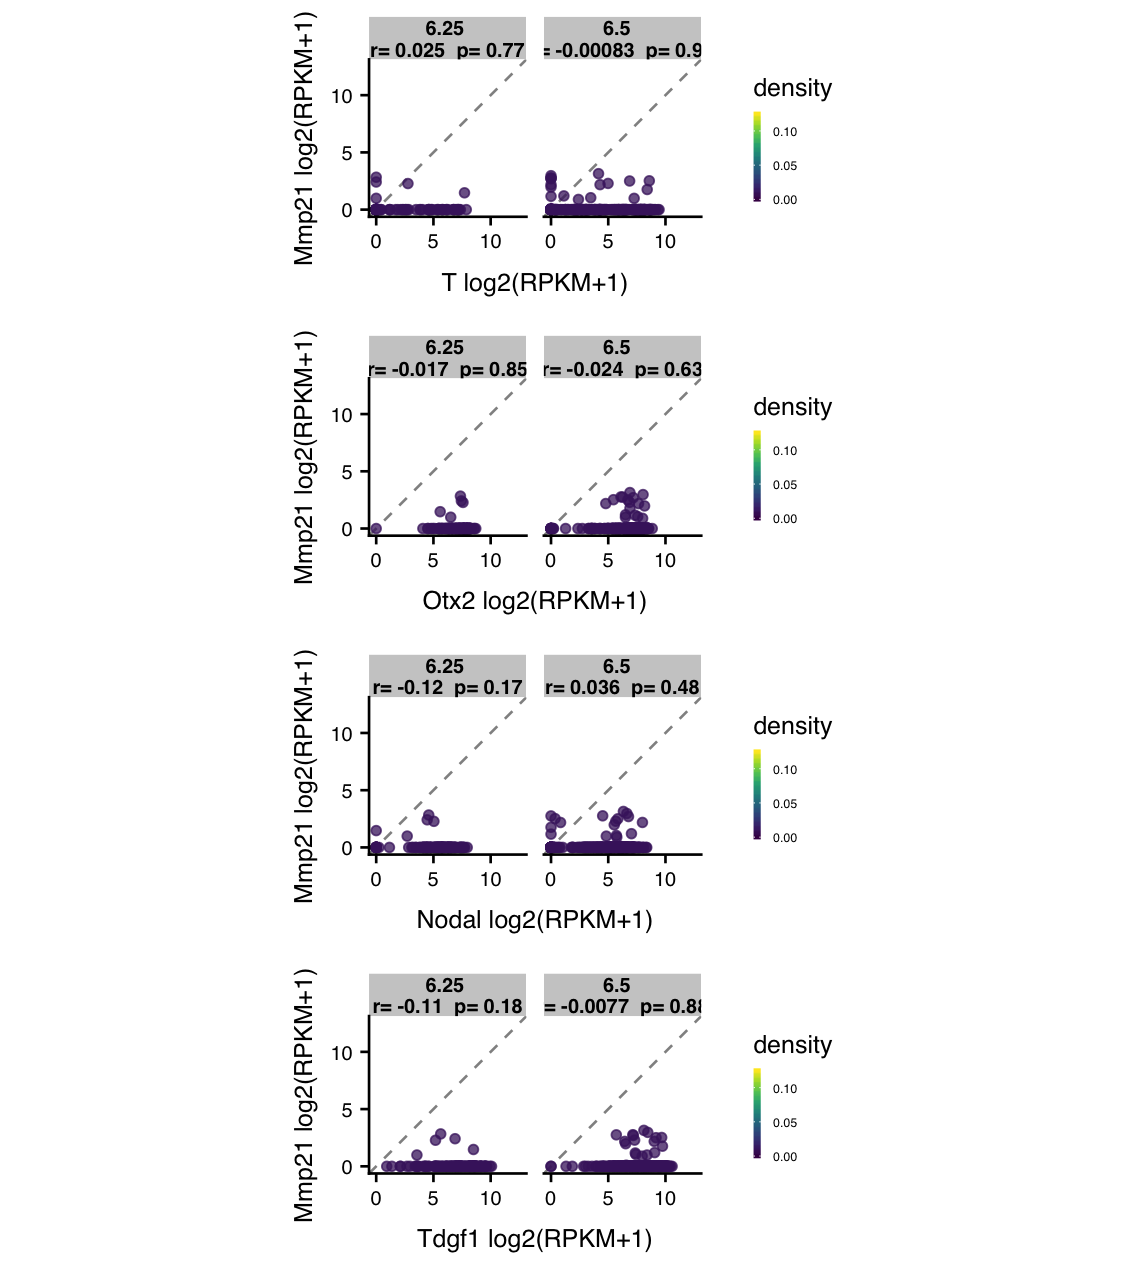 6.25
6.5
r= 0.025  p= 0.77
= -0.00083  p= 0.9
Mmp21 log2(RPKM+1)
10
5
0
0
5
10
0
5
10
T log2(RPKM+1)
density
0.10
0.05
0.00
6.25
6.5
r= -0.017  p= 0.85
r= -0.024  p= 0.63
Mmp21 log2(RPKM+1)
10
5
0
0
5
10
0
5
10
Otx2 log2(RPKM+1)
density
0.10
0.05
0.00
6.25
6.5
r= -0.12  p= 0.17
r= 0.036  p= 0.48
Mmp21 log2(RPKM+1)
10
5
0
0
5
10
0
5
10
Nodal log2(RPKM+1)
density
0.10
0.05
0.00
6.25
6.5
r= -0.11  p= 0.18
= -0.0077  p= 0.88
Mmp21 log2(RPKM+1)
10
5
0
0
5
10
0
5
10
Tdgf1 log2(RPKM+1)
density
0.10
0.05
0.00